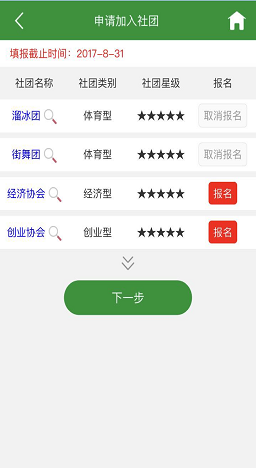 申请加入社团
填报截止时间：2017-8-31
社团名称 社团类别 社团星级 报名
溜冰团 体育型 ★★★★★ 取消报名
街舞团 体育型 ★★★★★ 取消报名
经济协会 经济型 ★★★★★ 报名
创业协会 创业型 ★★★★★ 报名
下一步